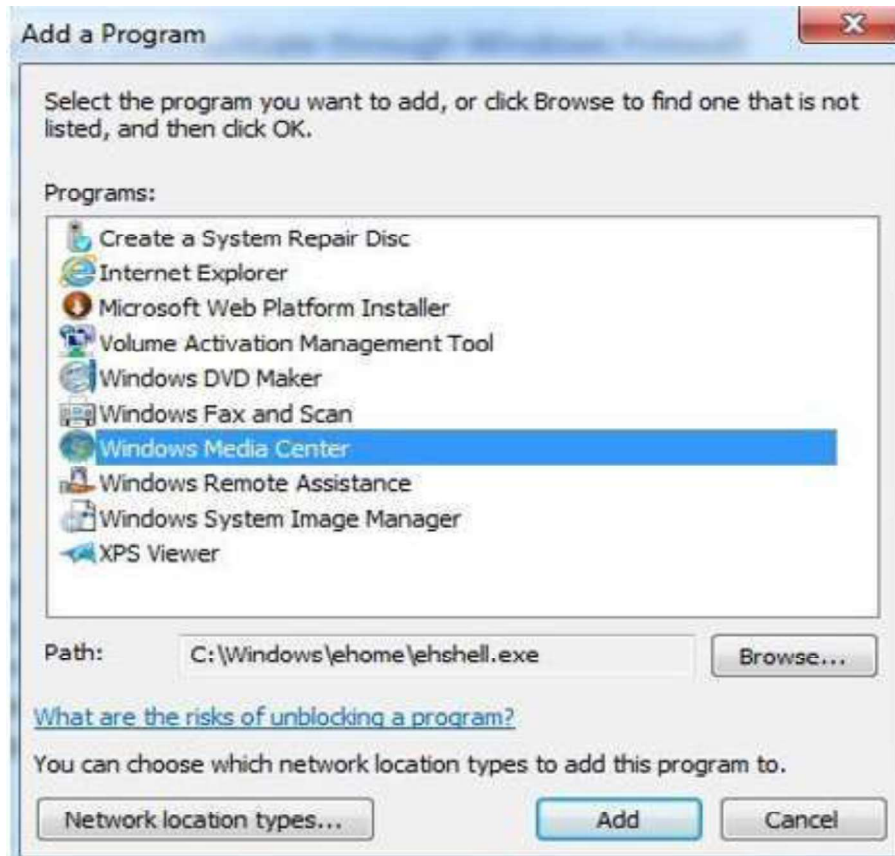 Add a Program
Select the program you want to add, or click Browse to find one that is not
listed, and then click OK.
Programs:
Create a System Repair Disc
Internet Explorer
Microsoft Web Platform Installer
Volume Activation Management Tool
Windows DVD Maker
Windows Fax and Scan
Windows Media Center
Windows Remote Assistance
Windows System Image Manager
XPS Viewer
Path: C:\Windows\ehome\ehshell.exe Browse...
What are the risks of unblocking a program?
You can choose which network location types to add this program to.
Network location types... Add Cancel